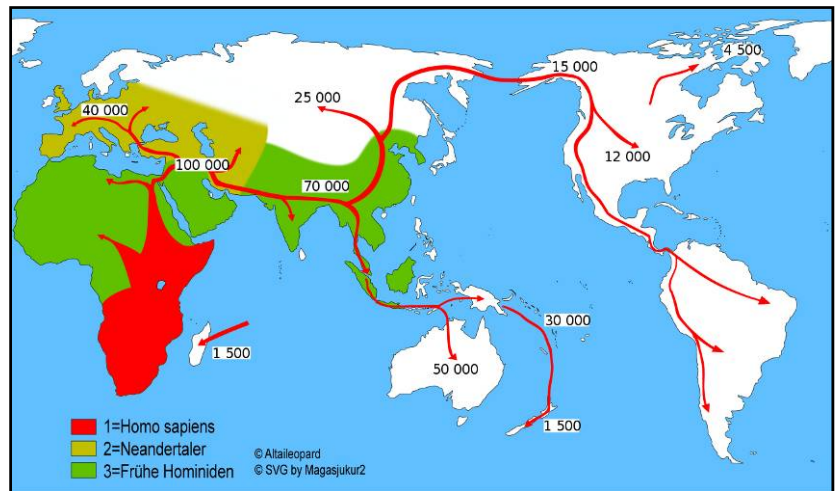 4 500
15 000
25 000
40 000
12 000
100 000
70 000
30 000
1 500
50 000
1 500
1=Homo sapiens
2=Neandertaler
3=Frühe Hominiden
© Altaileopard
© SVG by Magasjukur2